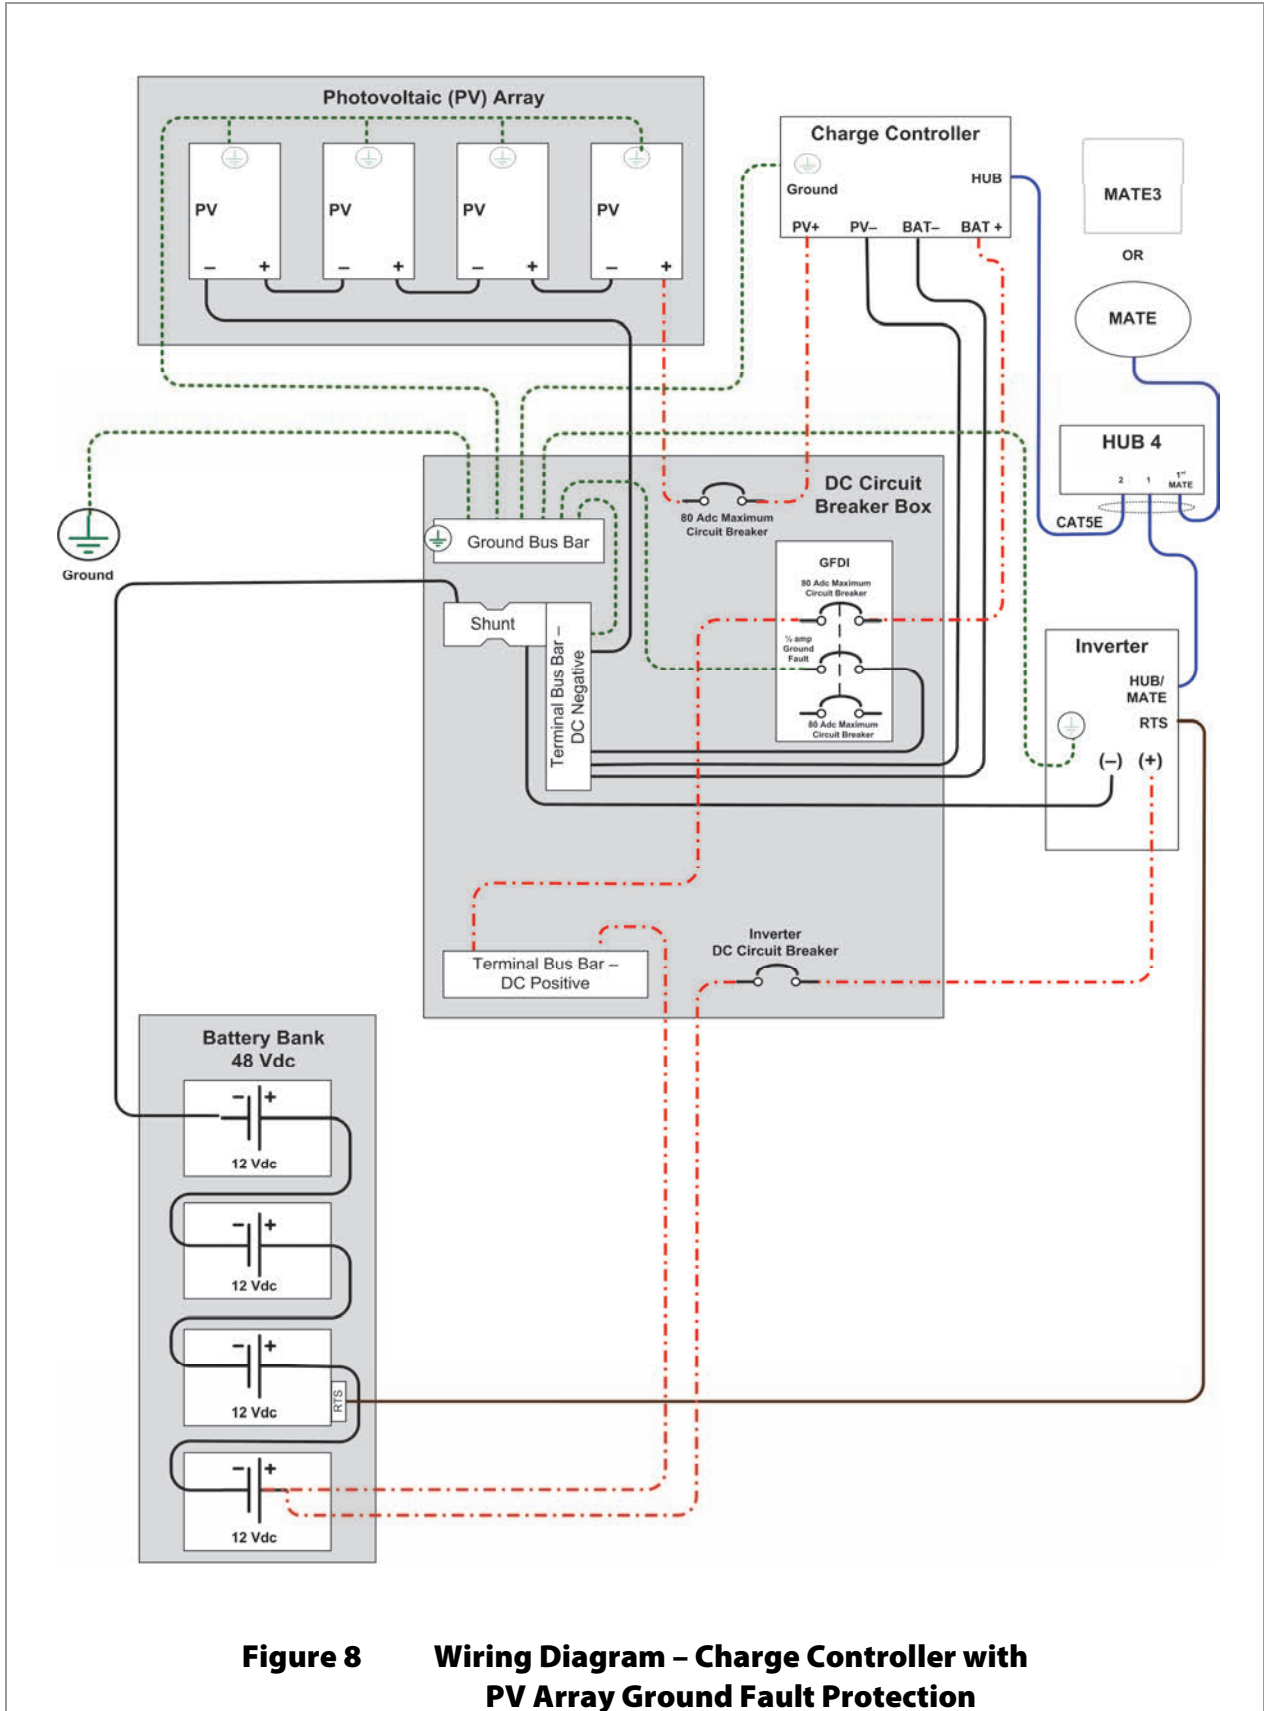 Photovoltaic (PV) Array
PV
PV
PV
PV
– +
– +
– +
– +
Charge Controller
Ground
HUB
PV+ PV– BAT– BAT +
MATE3
OR
MATE
HUB 4
2 1 1st
MATE
CAT5E
Ground
DC Circuit
Breaker Box
80 Adc Maximum
Circuit Breaker
Ground Bus Bar
Shunt
Terminal Bus Bar –
DC Negative
GFDI
80 Adc Maximum
Circuit Breaker
½ amp
Ground
Fault
80 Adc Maximum
Circuit Breaker
Inverter
HUB/
MATE
RTS
(–) (+)
Inverter
DC Circuit Breaker
Terminal Bus Bar –
DC Positive
Battery Bank
48 Vdc
– +
12 Vdc
– +
12 Vdc
– +
12 Vdc
RTS
– +
12 Vdc
Figure 8 Wiring Diagram – Charge Controller with
PV Array Ground Fault Protection